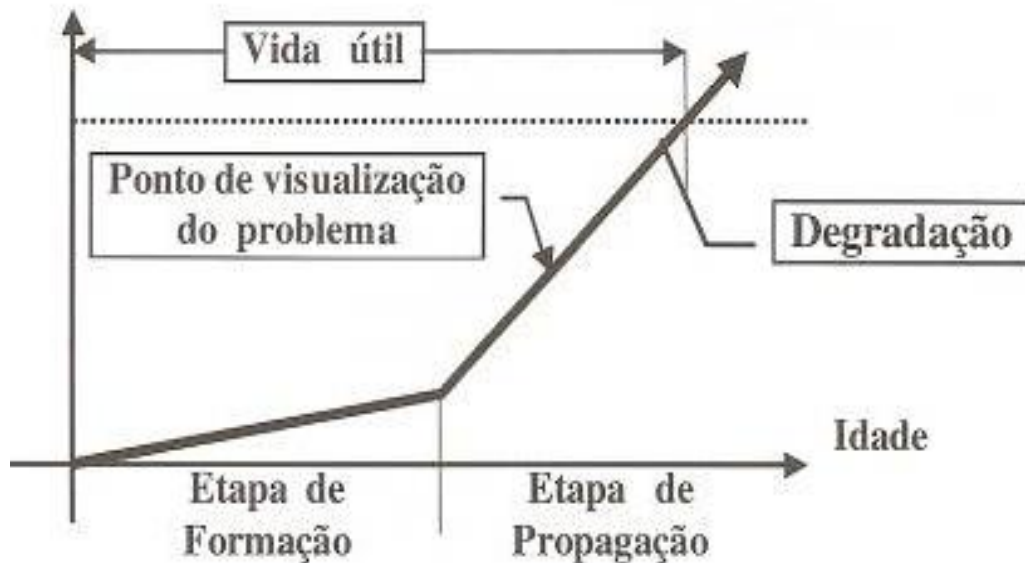 Vida útil
Ponto de visualização
do problema
Degradação
Idade
Etapa de
Formação
Etapa de
Propagação